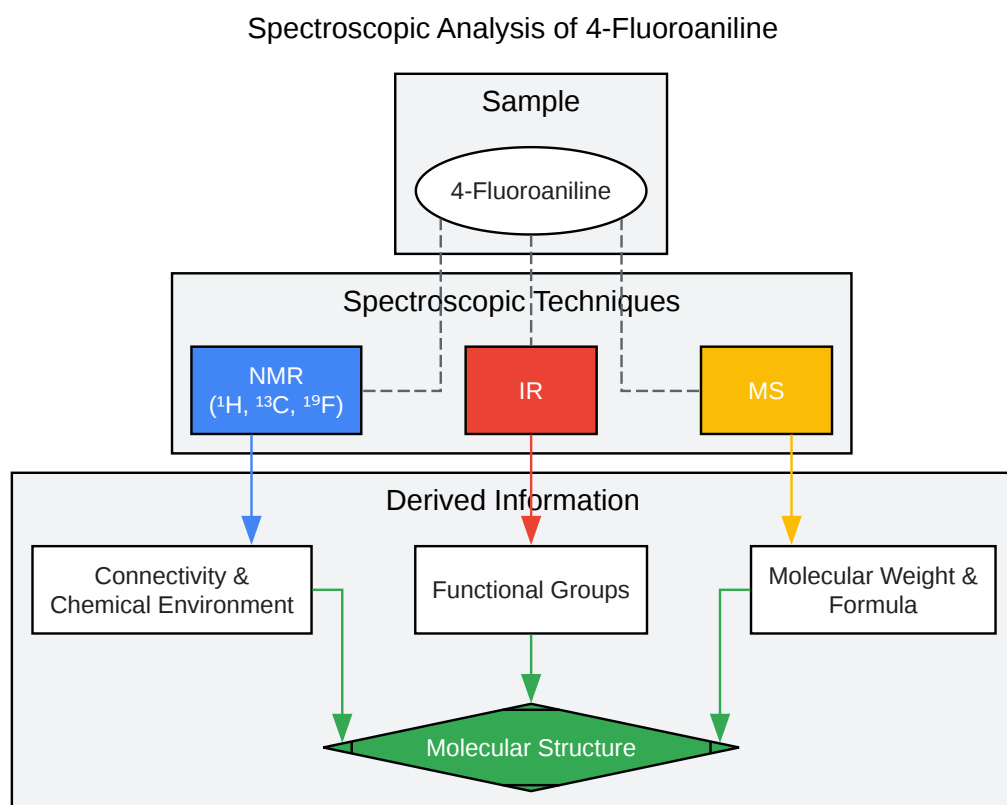 Spectroscopic Analysis of 4-Fluoroaniline
Sample
4-Fluoroaniline
Spectroscopic Techniques
NMR
(¹H, ¹³C, ¹⁹F)
IR
MS
Derived Information
Connectivity &
Chemical Environment
Functional Groups
Molecular Weight &
Formula
Molecular Structure